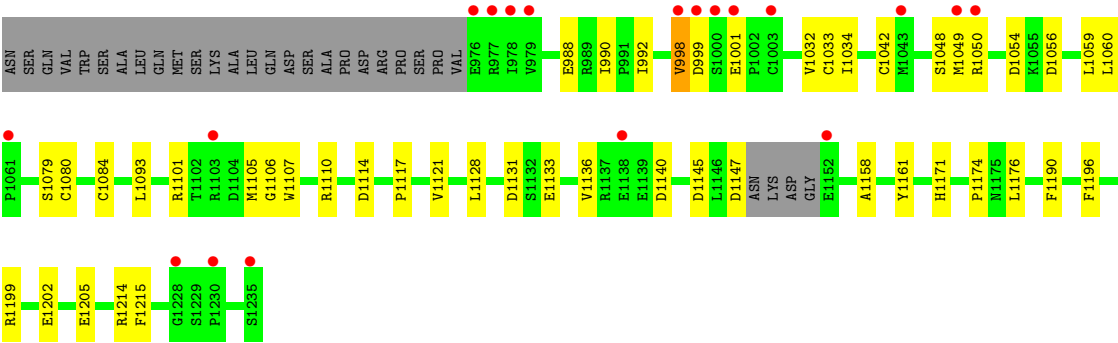 ASN SER GLN VAL TRP SER ALA LEU GLN MET SER LYS ALA LEU GLN ASP SER ALA PRO ASP ARG PRO SER PRO VAL E976 R977 I978 V979 E988 R989 I990 P991 I992 V998 D999 S1000 E1001 P1002 C1003 V1032 C1033 I1034 C1042 M1043 S1048 M1049 R1050 D1054 K1055 D1056 L1059 L1060
P1061 S1079 C1080 C1084 L1093 R1101 T1102 R1103 D1104 M1105 G1106 W1107 R1110 D1114 P1117 V1121 L1128 D1131 S1132 E1133 V1136 R1137 E1138 E1139 D1140 D1145 L1146 D1147 ASN LYS ASP GLY E1152 A1158 Y1161 H1171 P1174 N1175 L1176 F1190 F1196
R1199 E1202 E1205 R1214 F1215 G1228 S1229 P1230 S1235